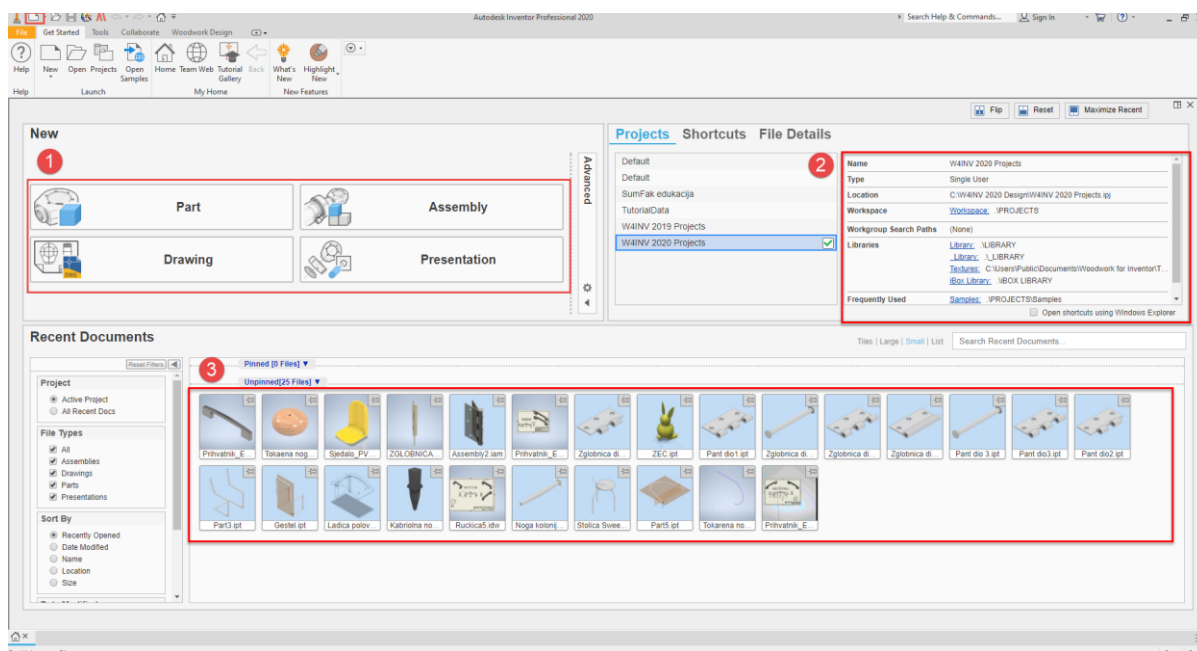 Autodesk Inventor Professional 2020
Search Help & Commands...
Sign In
File
Get Started
Tools
Collaborate
Woodwork Design
Help
New
Open
Projects
Open Samples
Home
Team Web
Tutorial Gallery
Back
What's New
Highlight New
Help
Launch
My Home
New Features
Flip
Reset
Maximize Recent
New
1
Part
Assembly
Drawing
Presentation
Advanced
Projects
Shortcuts
File Details
Default
Default
SumFak edukacija
TutorialData
W4INV 2019 Projects
W4INV 2020 Projects
2
Name W4INV 2020 Projects
Type Single User
Location C:\W4INV 2020 Design\W4INV 2020 Projects.ipj
Workspace Workspace: .\PROJECTS
Workgroup Search Paths (None)
Libraries Library: .\LIBRARY
_Library: .\_LIBRARY
Textures: C:\Users\Public\Documents\Woodwork for Inventor\T...
iBox Library: .\IBOX LIBRARY
Frequently Used Samples: .\PROJECTS\Samples
Open shortcuts using Windows Explorer
Recent Documents
Tiles | Large | Small | List
Search Recent Documents...
Reset Filters
Project
Active Project
All Recent Docs
File Types
All
Assemblies
Drawings
Parts
Presentations
Sort By
Recently Opened
Date Modified
Name
Location
Size
3
Pinned [0 Files]
Unpinned[25 Files]
Prihvatnik_E...
Tokaena nog...
Sjedalo_PV...
ZGLOBNICA...
Assembly2.iam
Prihvatnik_E...
Zglobnica di...
ZEC.ipt
Pant dio1.ipt
Zglobnica di...
Zglobnica di...
Zglobnica di...
Pant dio 3.ipt
Pant dio3.ipt
Pant dio2.ipt
Part3.ipt
Gestel.ipt
Ladica polov...
Kabriolna no...
Ruckica5.idw
Noga kolonij...
Stolica Swee...
Part5.ipt
Tokarena no...
Prihvatnik_E...